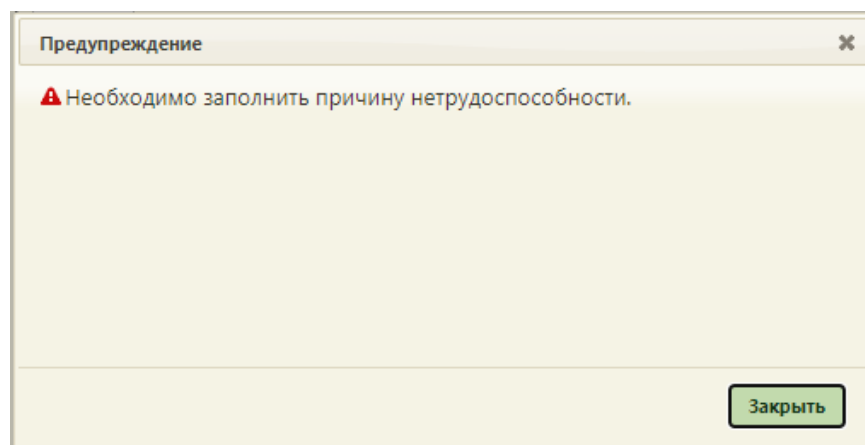 Предупреждение
Необходимо заполнить причину нетрудоспособности.
Закрыть